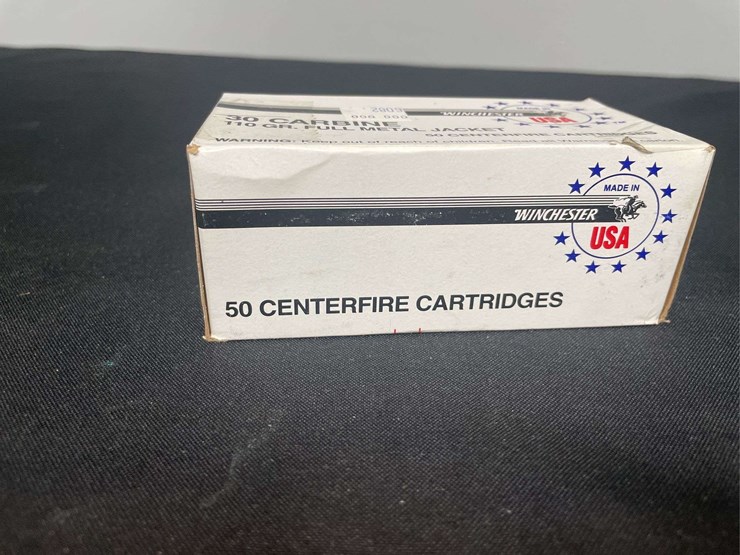 30 CARBINE
110 GR. FULL METAL JACKET
WINCHESTER
USA
50 CENTERFIRE CARTRIDGES
WARNING: Keep out of reach of
MADE IN
WINCHESTER
USA
50 CENTERFIRE CARTRIDGES